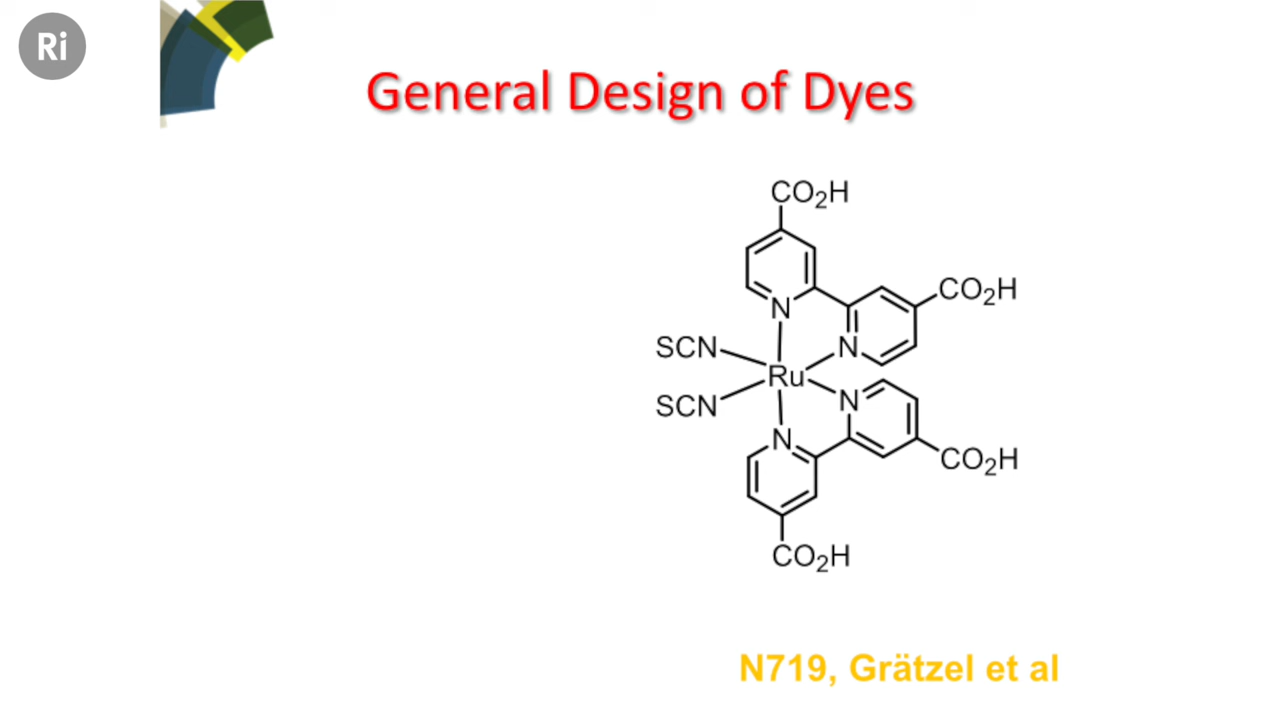 Ri
General Design of Dyes
CO2H
CO2H
N
N
SCN
Ru
SCN
N
N
CO2H
CO2H
N719, Grätzel et al